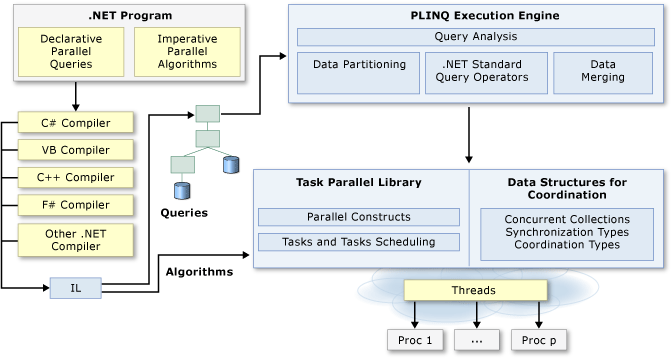 .NET Program
Declarative
Parallel
Queries
Imperative
Parallel
Algorithms
C# Compiler
VB Compiler
C++ Compiler
F# Compiler
Other .NET
Compiler
IL
Queries
Algorithms
PLINQ Execution Engine
Query Analysis
Data Partitioning
.NET Standard
Query Operators
Data
Merging
Task Parallel Library
Parallel Constructs
Tasks and Tasks Scheduling
Data Structures for
Coordination
Concurrent Collections
Synchronization Types
Coordination Types
Threads
Proc 1
...
Proc p